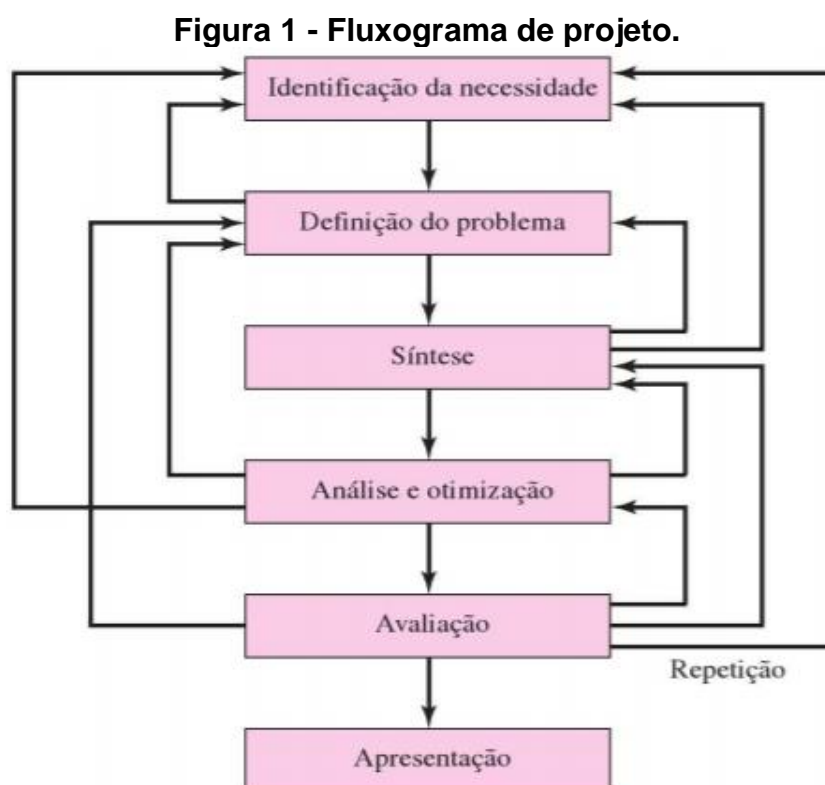 Figura 1 - Fluxograma de projeto.
Identificação da necessidade
Definição do problema
Síntese
Análise e otimização
Avaliação
Repetição
Apresentação